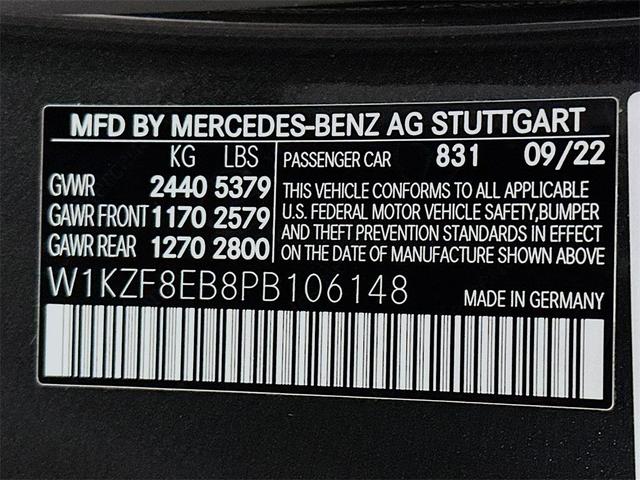 MFD BY MERCEDES-BENZ AG STUTTGART
KG LBS
GVWR 2440 5379
GAWR FRONT 1170 2579
GAWR REAR 1270 2800
PASSENGER CAR 831 09/22
THIS VEHICLE CONFORMS TO ALL APPLICABLE
U.S. FEDERAL MOTOR VEHICLE SAFETY,BUMPER
AND THEFT PREVENTION STANDARDS IN EFFECT
ON THE DATE OF MANUFACTURE SHOWN ABOVE
W1KZF8EB8PB106148
MADE IN GERMANY